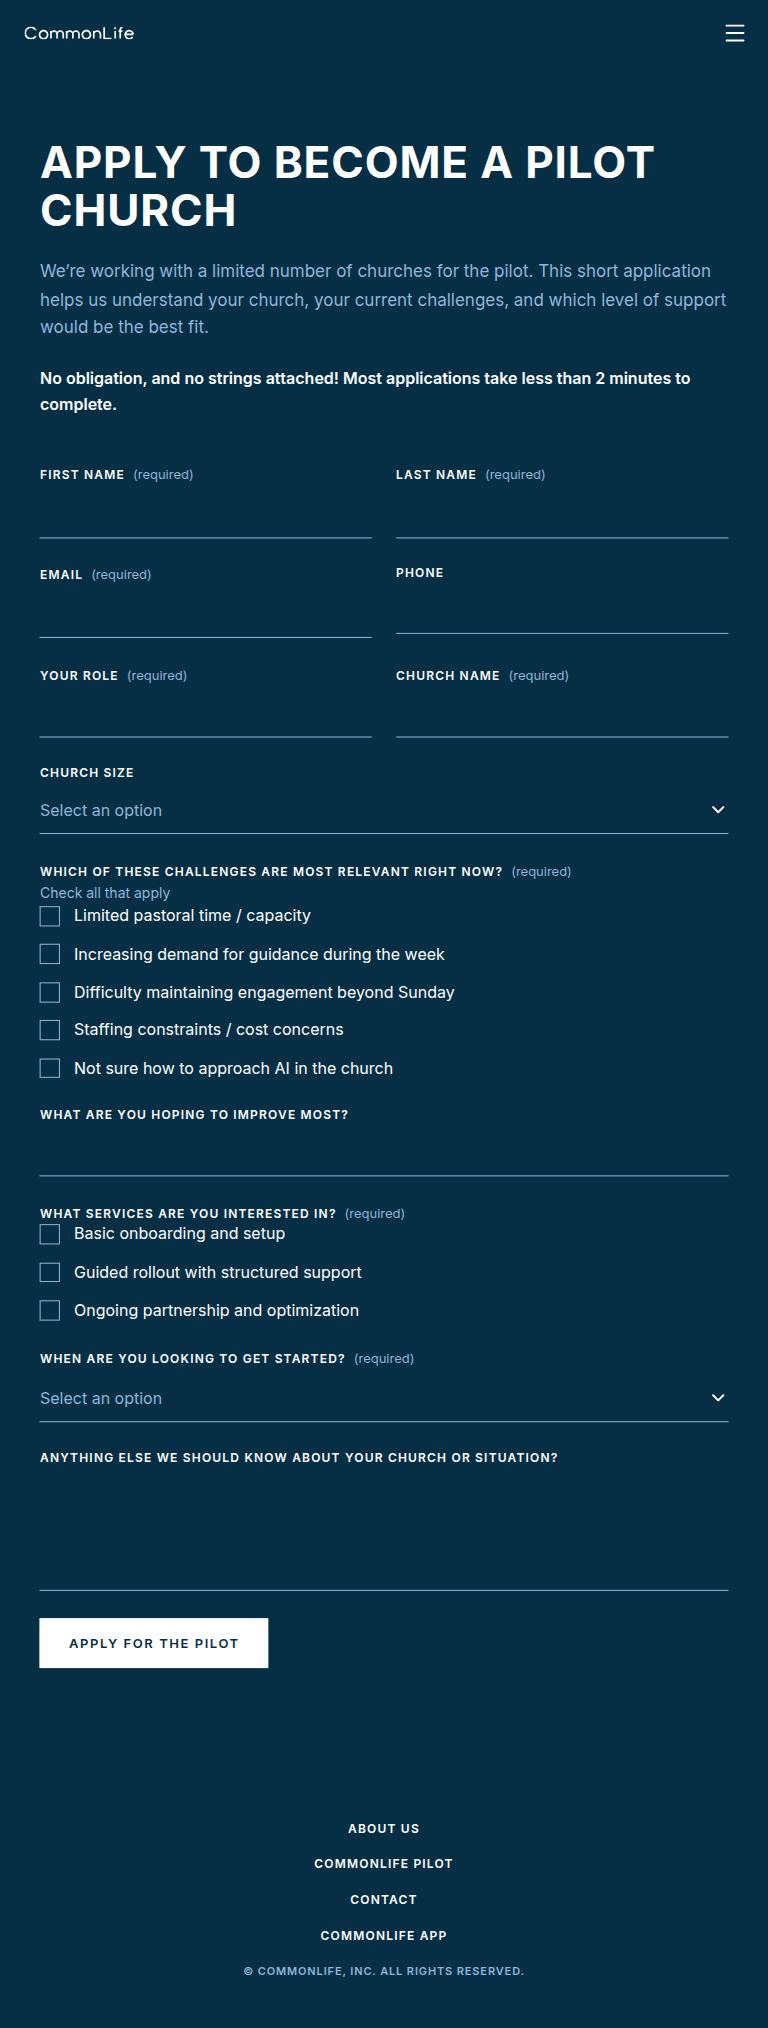 CommonLife
APPLY TO BECOME A PILOT
CHURCH
We’re working with a limited number of churches for the pilot. This short application
helps us understand your church, your current challenges, and which level of support
would be the best fit.
No obligation, and no strings attached! Most applications take less than 2 minutes to
complete.
FIRST NAME (required)
LAST NAME (required)
EMAIL (required)
PHONE
YOUR ROLE (required)
CHURCH NAME (required)
CHURCH SIZE
Select an option
WHICH OF THESE CHALLENGES ARE MOST RELEVANT RIGHT NOW? (required)
Check all that apply
Limited pastoral time / capacity
Increasing demand for guidance during the week
Difficulty maintaining engagement beyond Sunday
Staffing constraints / cost concerns
Not sure how to approach AI in the church
WHAT ARE YOU HOPING TO IMPROVE MOST?
WHAT SERVICES ARE YOU INTERESTED IN? (required)
Basic onboarding and setup
Guided rollout with structured support
Ongoing partnership and optimization
WHEN ARE YOU LOOKING TO GET STARTED? (required)
Select an option
ANYTHING ELSE WE SHOULD KNOW ABOUT YOUR CHURCH OR SITUATION?
APPLY FOR THE PILOT
ABOUT US
COMMONLIFE PILOT
CONTACT
COMMONLIFE APP
© COMMONLIFE, INC. ALL RIGHTS RESERVED.